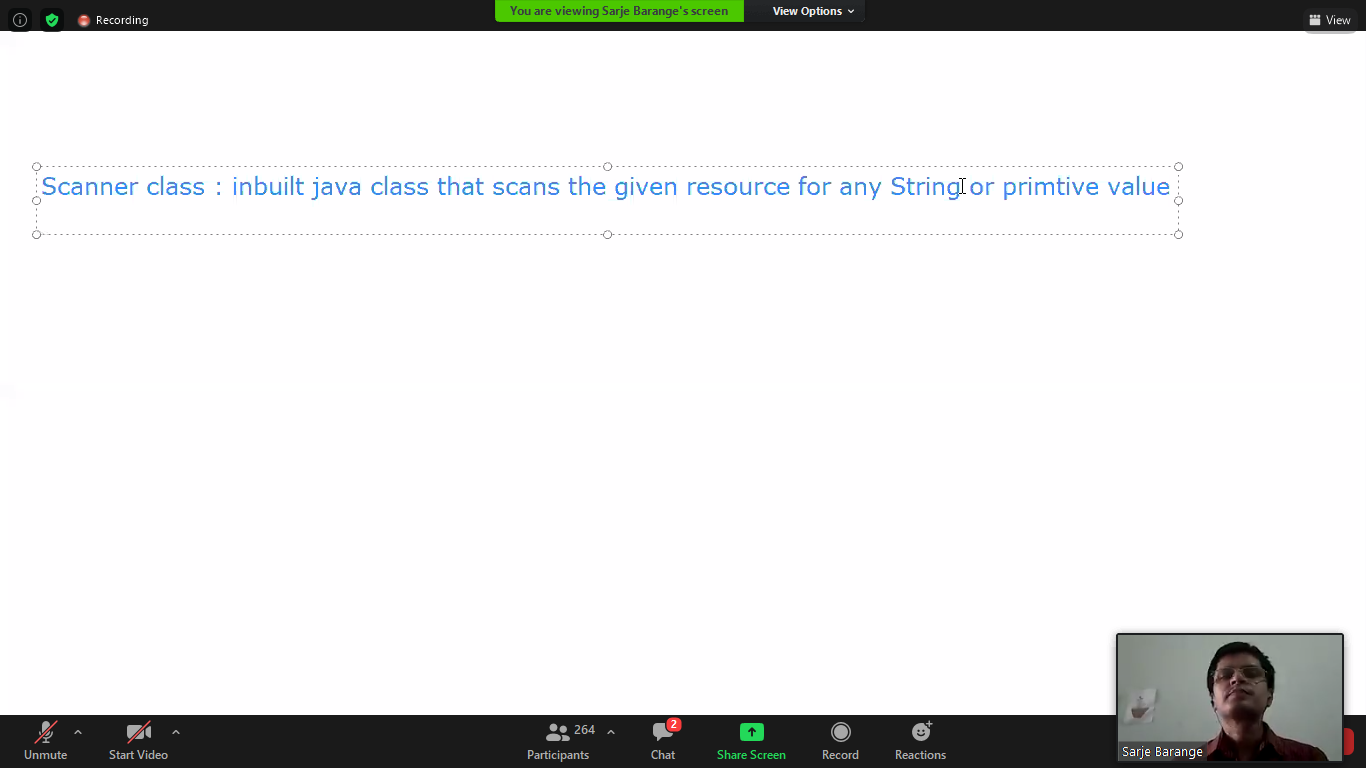 Recording
You are viewing Sarje Barange's screen
View Options
View
Scanner class : inbuilt java class that scans the given resource for any String or primtive value
264
2
Unmute
Start Video
Participants
Chat
Share Screen
Record
Reactions
Sarje Barange